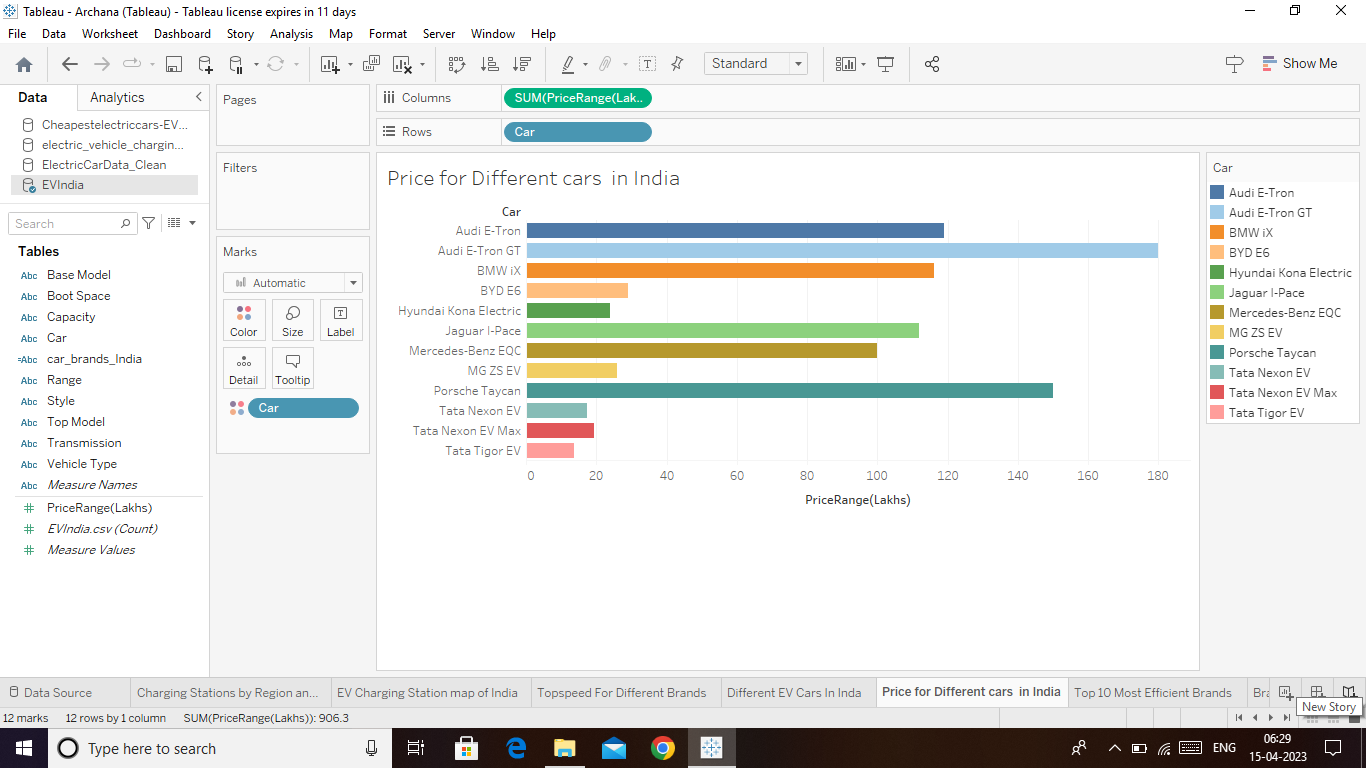 Tableau - Archana (Tableau) - Tableau license expires in 11 days
File Data Worksheet Dashboard Story Analysis Map Format Server Window Help
Standard
Show Me
Data Analytics
Cheapestelectriccars-EV...
electric_vehicle_chargin...
ElectricCarData_Clean
EVIndia
Search
Tables
Abc Base Model
Abc Boot Space
Abc Capacity
Abc Car
=Abc car_brands_India
Abc Range
Abc Style
Abc Top Model
Abc Transmission
Abc Vehicle Type
Abc Measure Names
# PriceRange(Lakhs)
# EVIndia.csv (Count)
# Measure Values
Pages
Filters
Marks
Automatic
Color Size Label
Detail Tooltip
Car
Columns SUM(PriceRange(Lak..
Rows Car
Price for Different cars in India
Car
Audi E-Tron
Audi E-Tron GT
BMW iX
BYD E6
Hyundai Kona Electric
Jaguar I-Pace
Mercedes-Benz EQC
MG ZS EV
Porsche Taycan
Tata Nexon EV
Tata Nexon EV Max
Tata Tigor EV
0 20 40 60 80 100 120 140 160 180
PriceRange(Lakhs)
Car
Audi E-Tron
Audi E-Tron GT
BMW iX
BYD E6
Hyundai Kona Electric
Jaguar I-Pace
Mercedes-Benz EQC
MG ZS EV
Porsche Taycan
Tata Nexon EV
Tata Nexon EV Max
Tata Tigor EV
Data Source Charging Stations by Region an... EV Charging Station map of India Topspeed For Different Brands Different EV Cars In India Price for Different cars in India Top 10 Most Efficient Brands Bra
New Story
12 marks 12 rows by 1 column SUM(PriceRange(Lakhs)): 906.3
Type here to search
ENG
06:29
15-04-2023